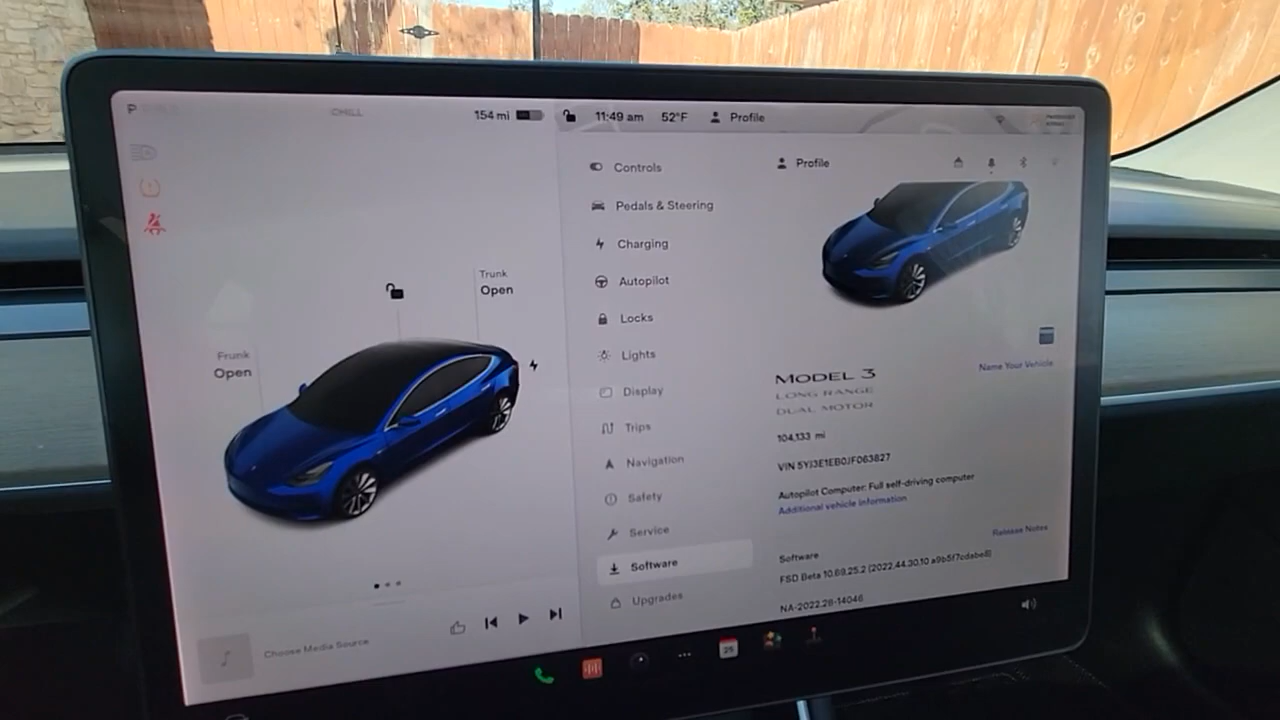 P
CHILL
154 mi
11:49 am
52°F
Profile
Trunk
Open
Frunk
Open
Choose Media Source
Controls
Pedals & Steering
Charging
Autopilot
Locks
Lights
Display
Trips
Navigation
Safety
Service
Software
Upgrades
Profile
Name Your Vehicle
MODEL 3
LONG RANGE
DUAL MOTOR
104,133 mi
VIN 5YJ3E1EB0JF063827
Autopilot Computer: Full self-driving computer
Additional vehicle information
Release Notes
Software
FSD Beta 10.69.25.2 (2022.44.30.10 a9b5f7cdabe8)
NA-2022.28-14046
25